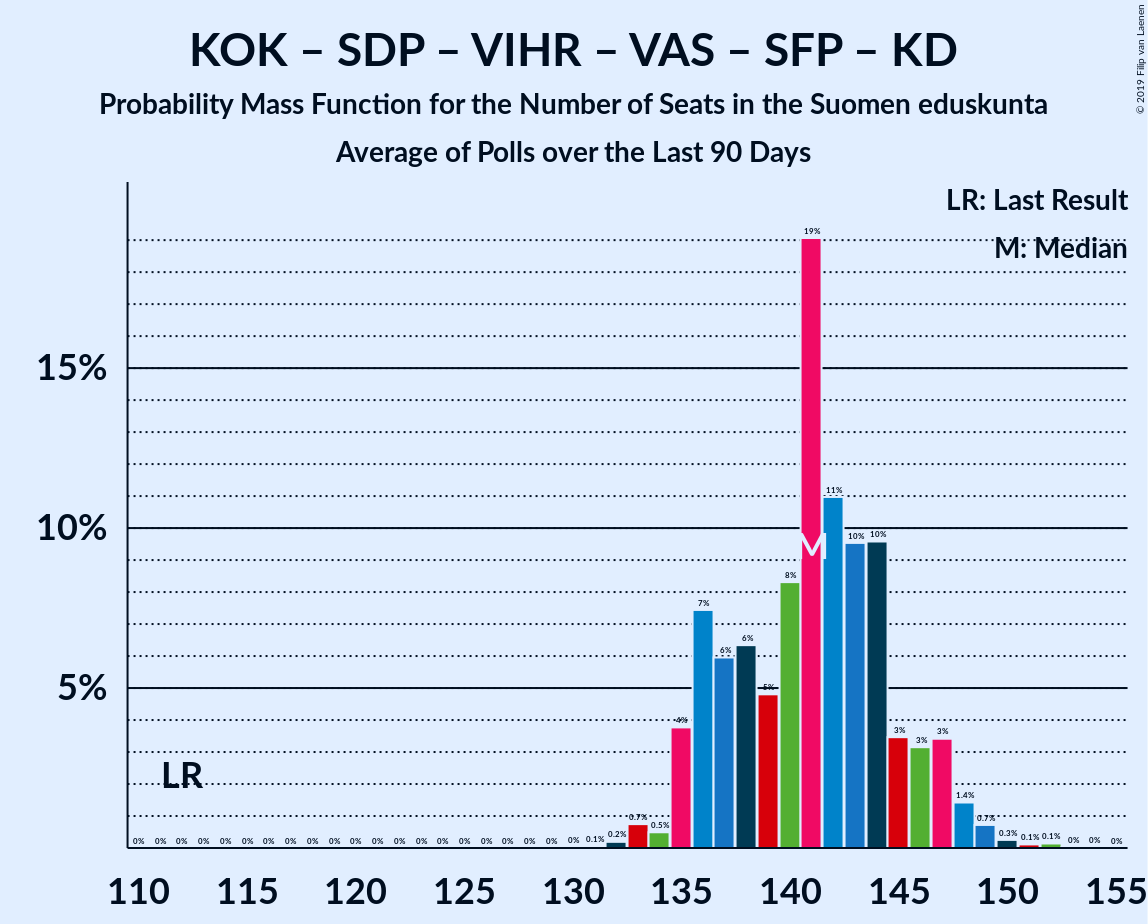 KOK – SDP – VIHR – VAS – SFP – KD
Probability Mass Function for the Number of Seats in the Suomen eduskunta
Average of Polls over the Last 90 Days
© 2019 Filip van Laenen
LR: Last Result
M: Median
19%
15%
11%
10%
10% 10%
M
8%
7%
6% 6%
5%
5%
4%
3% 3% 3%
LR
1.4%
0% 0% 0% 0% 0% 0% 0% 0% 0% 0% 0% 0% 0% 0% 0% 0% 0% 0% 0% 0% 0% 0.1% 0.2% 0.7% 0.5% 0.7% 0.3% 0.1% 0.1% 0% 0% 0%
110 115 120 125 130 135 140 145 150 155